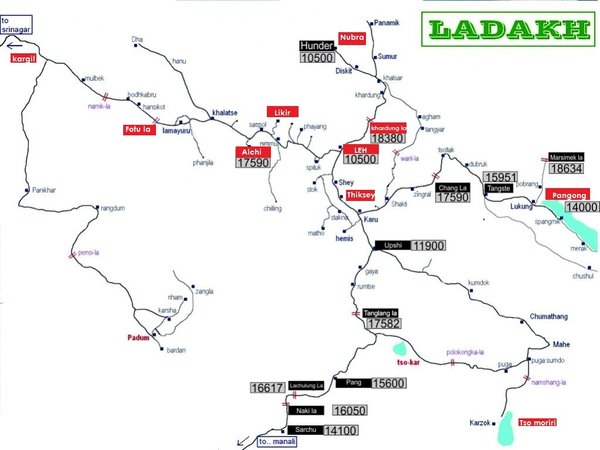 to
srinagar
LADAKH
Panamik
Nubra
Hunder
10500
Dha
Sumur
kargil
hanu
Diskit
khalsar
mulbek
bodhkabru
khardung
namik-la
hanskot
khalatse
Likir
agham
Fotu la
lamayuru
saspol
phayang
khardung la
18380
tangyar
Alchi
17590
nimmu
LEH
10500
wari-la
tsoltak
Marsimek la
18634
phanjila
spituk
dubruk
15951
Pankhar
stok
Shey
Thiksey
zingral
Chang La
17590
Tangste
pobrang
Pangong
14000
rangdum
chilling
Shakti
Lukung
stakna
Karu
spangmik
matho
hemis
merak
Upshi
11900
pensi-la
gaya
chushul
zangla
rumtse
kumdok
nham
karsha
Tanglang la
17582
Chumathang
Padum
bardan
Mahe
tso-kar
polokongka-la
puga
puga sumdo
namshang-la
16617
Lachulung La
Pang
15600
Naki la
16050
Karzok
Tso moriri
Sarchu
14100
to.. manali